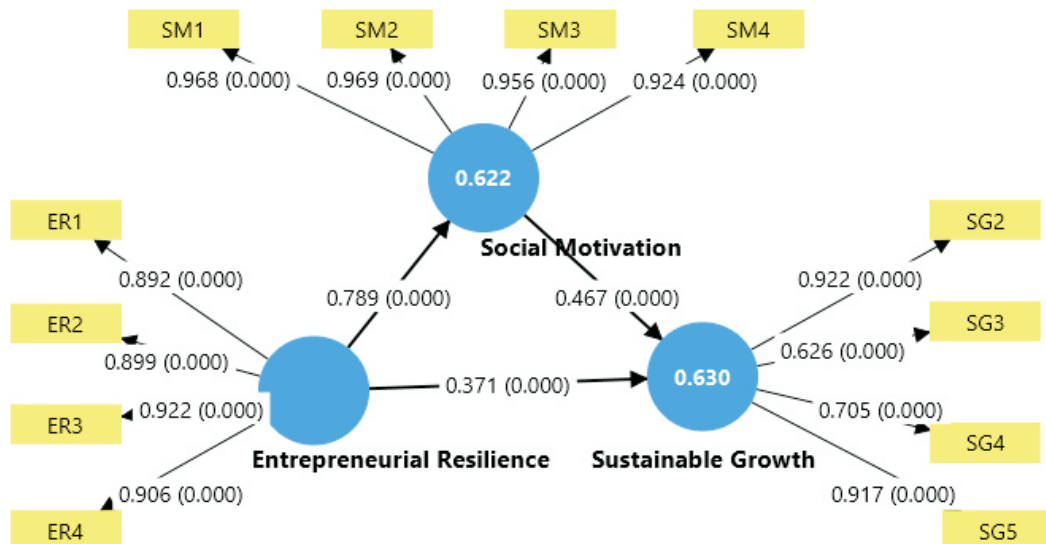 SM1
SM2
SM3
SM4
0.968 (0.000)
0.969 (0.000)
0.956 (0.000)
0.924 (0.000)
0.622
Social Motivation
ER1
ER2
ER3
ER4
0.892 (0.000)
0.899 (0.000)
0.922 (0.000)
0.906 (0.000)
0.789 (0.000)
0.467 (0.000)
0.371 (0.000)
Entrepreneurial Resilience
0.630
Sustainable Growth
0.922 (0.000)
0.626 (0.000)
0.705 (0.000)
0.917 (0.000)
SG2
SG3
SG4
SG5